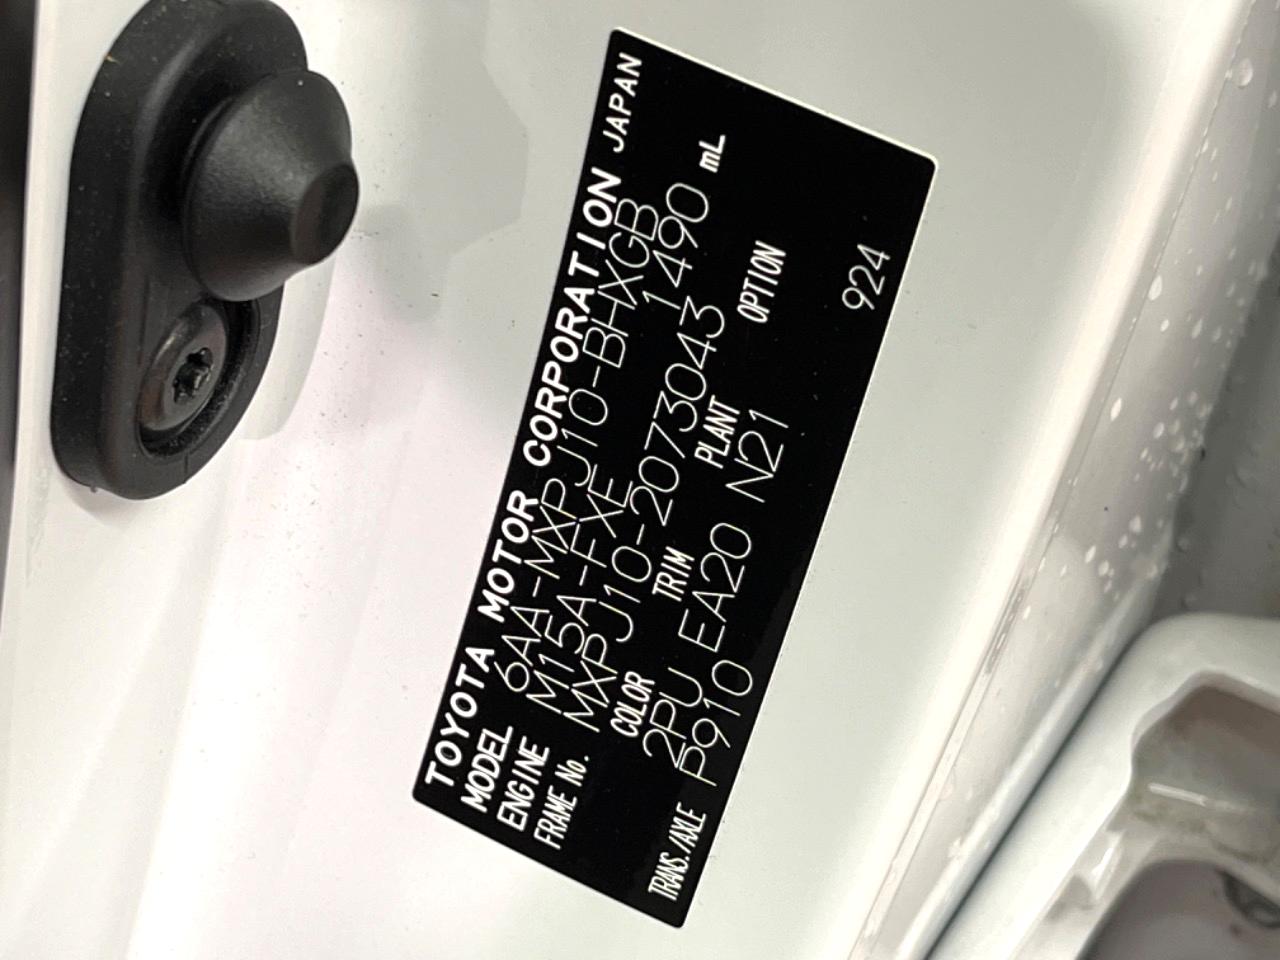 TOYOTA MOTOR CORPORATION JAPAN
MODEL 6AA-MXPJ10-BHXGB
ENGINE M15A-FXE 1490 mL
FRAME No. MXPJ10-2073043
COLOR TRIM PLANT OPTION
2PU EA20 N21
TRANS./AXLE P910
924